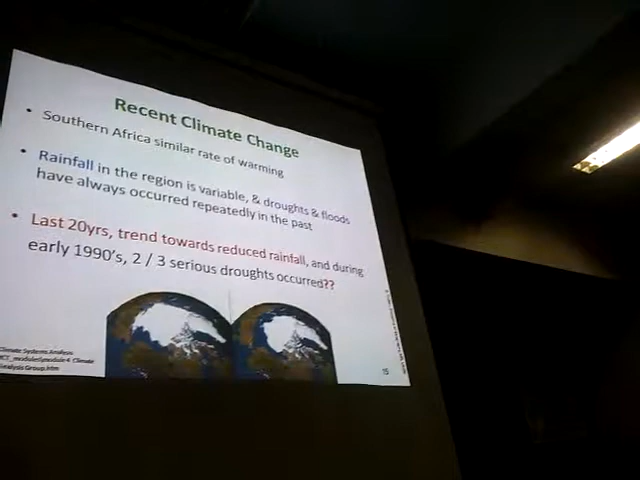 Recent Climate Change
• Southern Africa similar rate of warming
• Rainfall in the region is variable, & droughts & floods
have always occurred repeatedly in the past
• Last 20yrs, trend towards reduced rainfall, and during
early 1990's, 2 / 3 serious droughts occurred??
Climate Systems Analysis
Climate
Analysis Group.htm
15